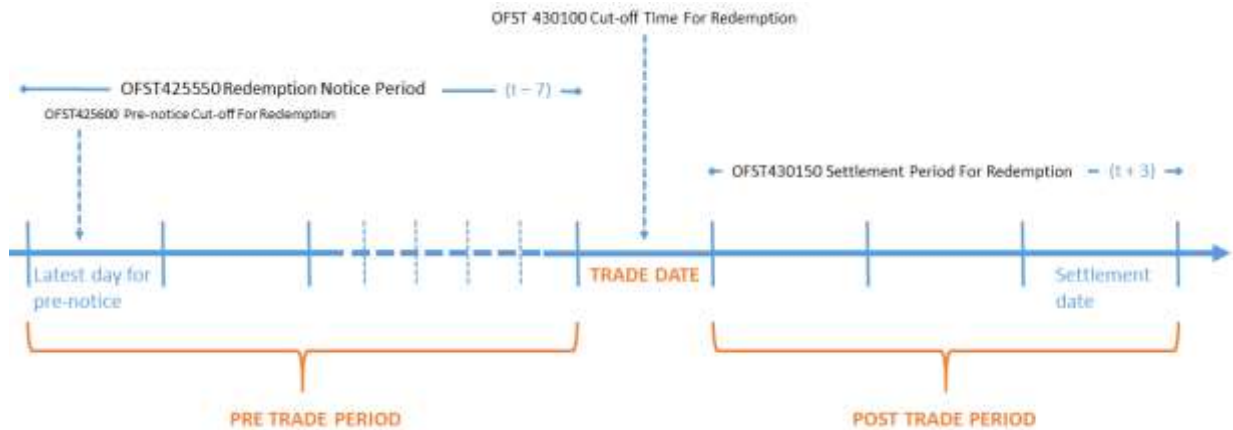 OFST 430100 Cut-off Time For Redemption
OFST425550 Redemption Notice Period (t – 7)
OFST425600 Pre-notice Cut-off For Redemption
OFST430150 Settlement Period For Redemption (t + 3)
Latest day for
pre-notice
TRADE DATE
Settlement
date
PRE TRADE PERIOD
POST TRADE PERIOD